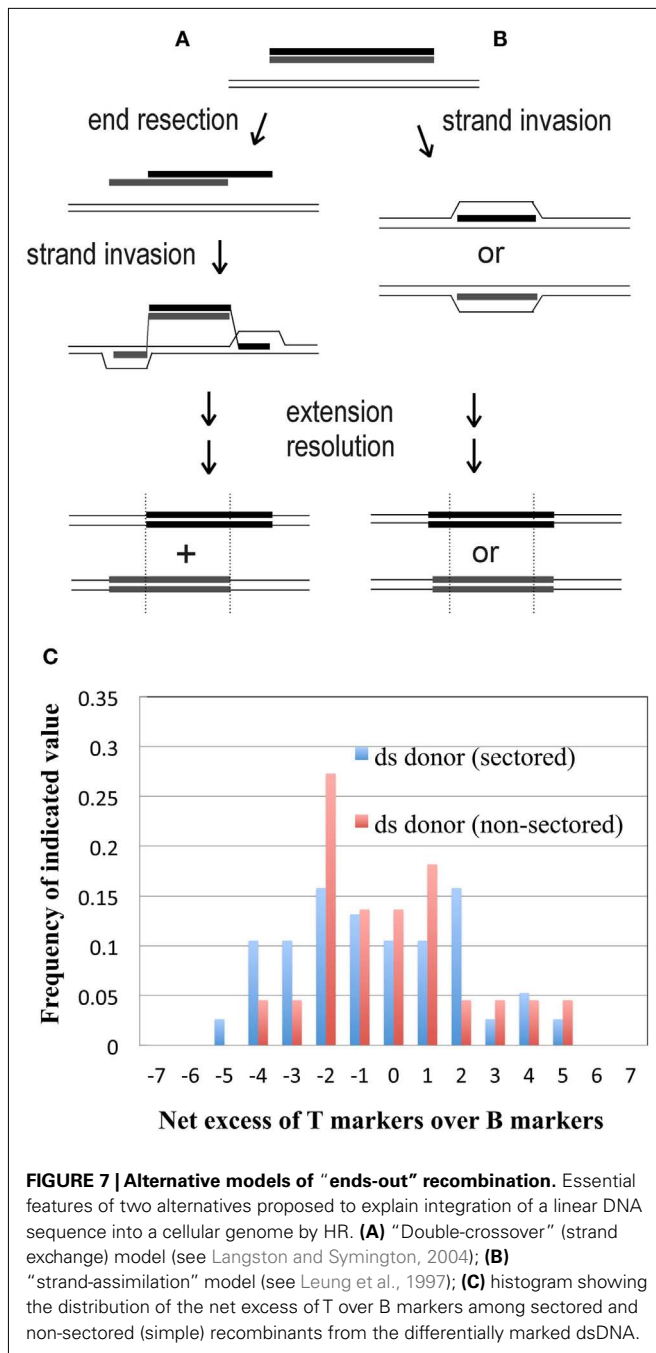 A
B
end resection
strand invasion
strand invasion
or
extension
resolution
+
or
C
Frequency of indicated value
0.35
0.3
0.25
0.2
0.15
0.1
0.05
0
ds donor (sectored)
ds donor (non-sectored)
-7 -6 -5 -4 -3 -2 -1 0 1 2 3 4 5 6 7
Net excess of T markers over B markers
FIGURE 7 | Alternative models of "ends-out" recombination. Essential
features of two alternatives proposed to explain integration of a linear DNA
sequence into a cellular genome by HR. (A) "Double-crossover" (strand
exchange) model (see Langston and Symington, 2004); (B)
"strand-assimilation" model (see Leung et al., 1997); (C) histogram showing
the distribution of the net excess of T over B markers among sectored and
non-sectored (simple) recombinants from the differentially marked dsDNA.